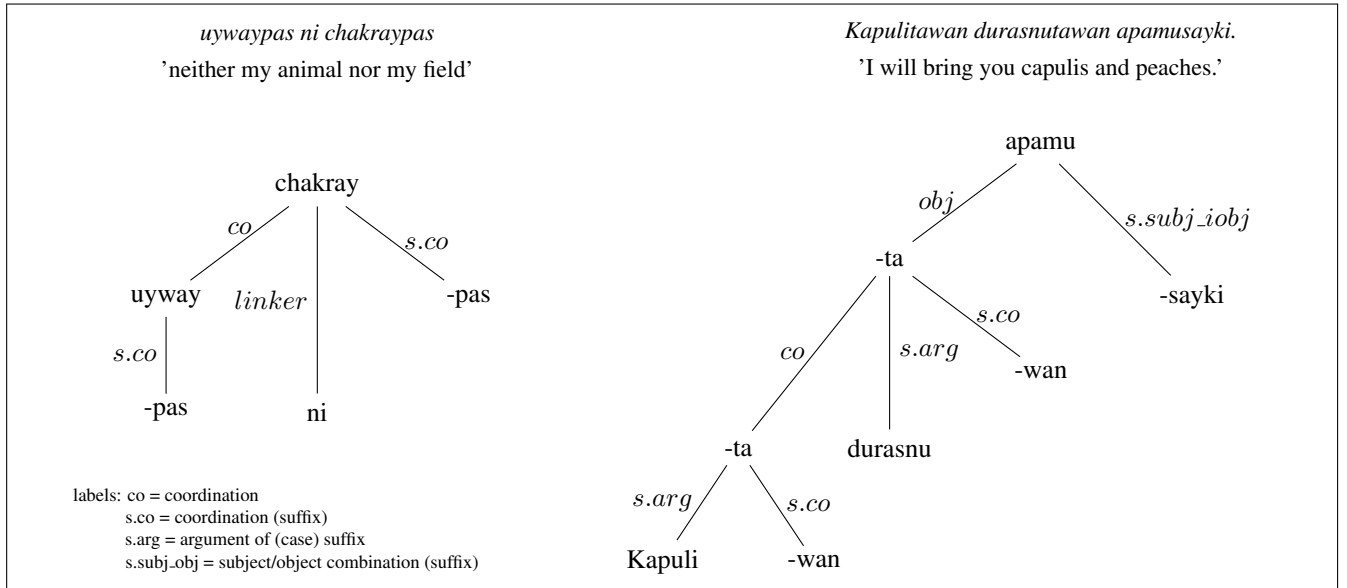 uywaypas ni chakraypas
’neither my animal nor my field’
chakray
co
s.co
uyway
linker
-pas
s.co
-pas
ni
labels: co = coordination
s.co = coordination (suffix)
s.arg = argument of (case) suffix
s.subj_obj = subject/object combination (suffix)
Kapulitawan durasnutawan apamusayki.
’I will bring you capulis and peaches.’
apamu
obj
s.subj_iobj
-ta
-sayki
co
s.arg
s.co
-wan
-ta
durasnu
s.arg
s.co
Kapuli
-wan